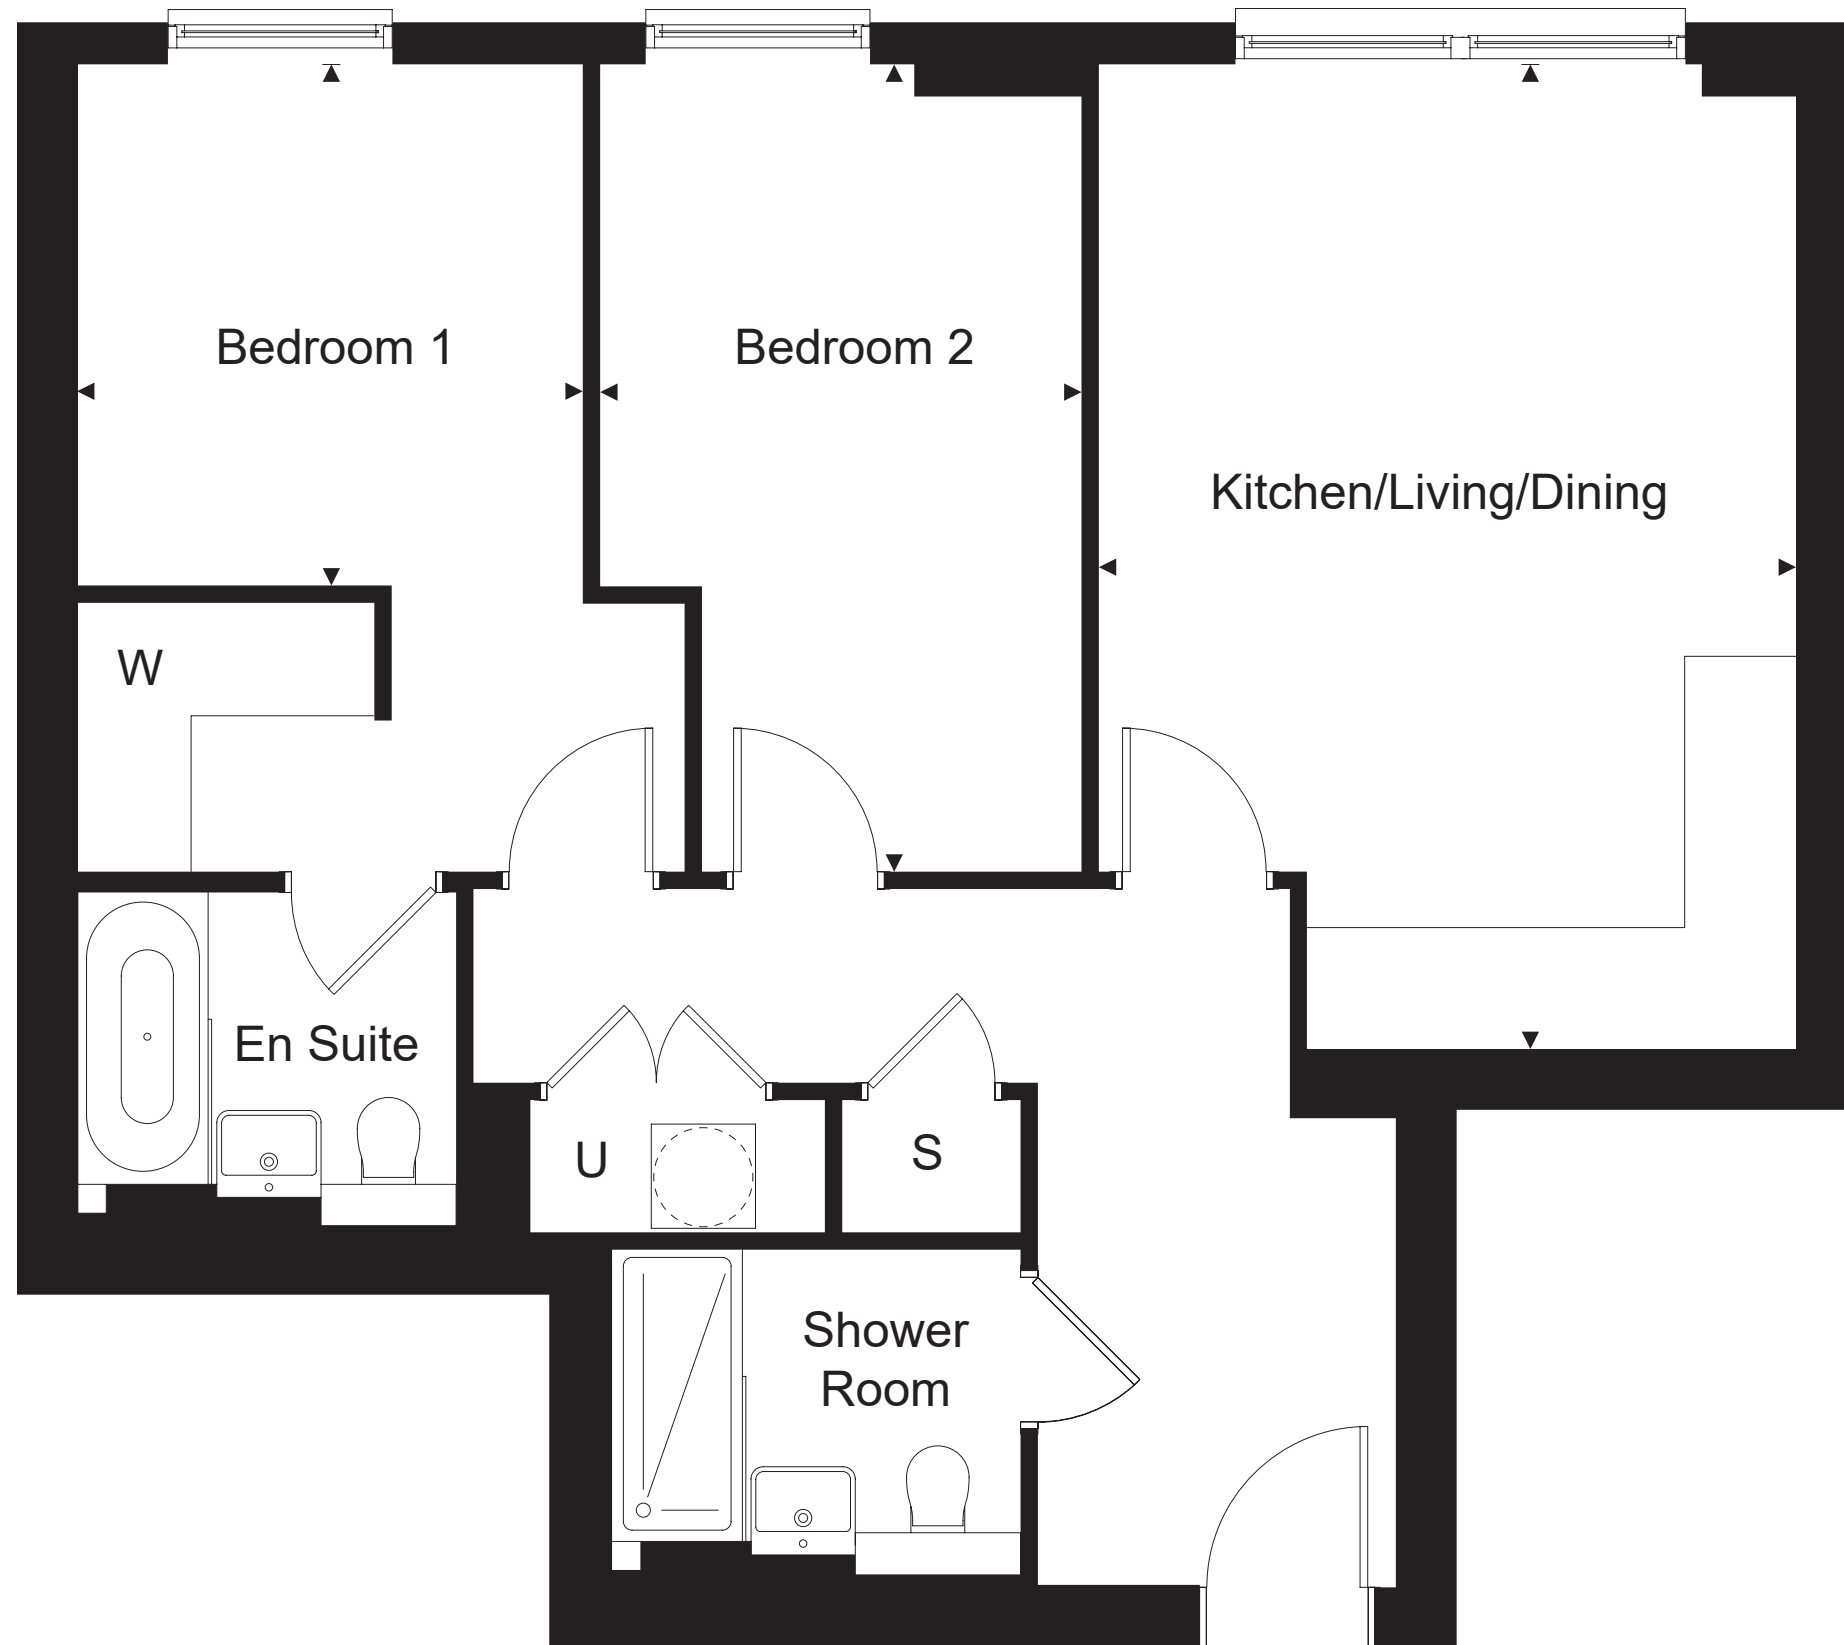 Bedroom 1
Bedroom 2
Kitchen/Living/Dining
W
En Suite
U
S
Shower
Room